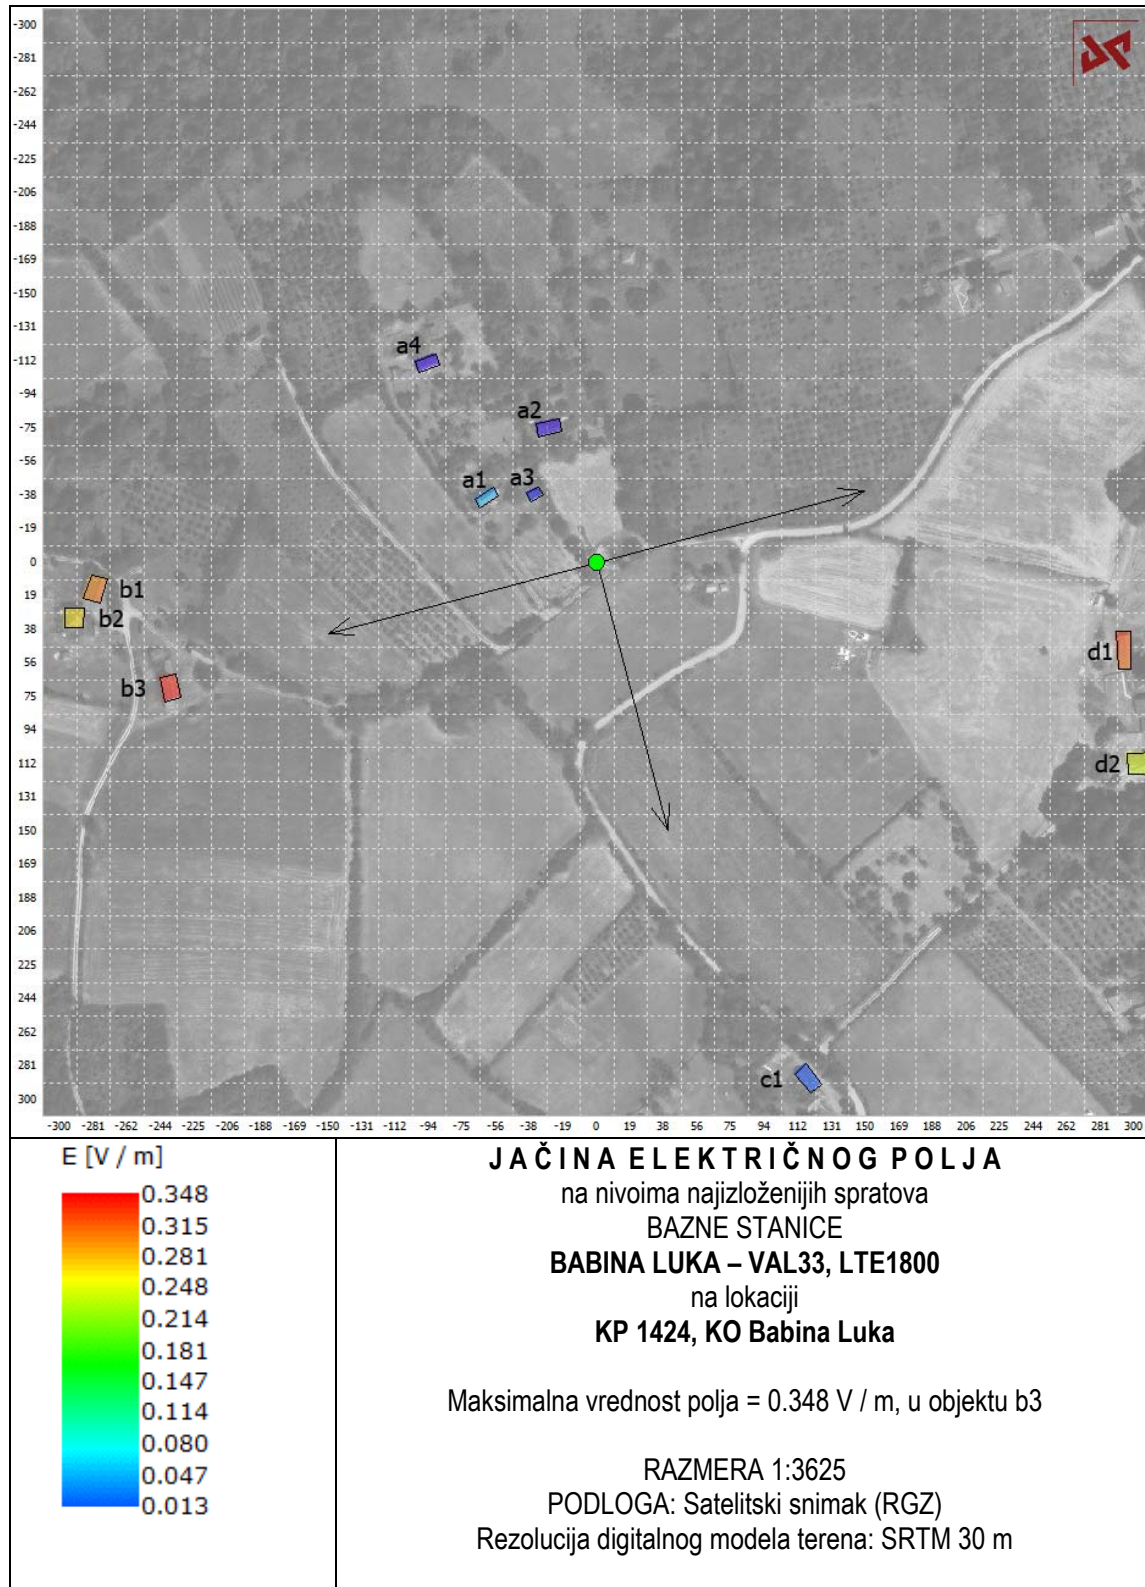 -300
-281
-262
-244
-225
-206
-188
-169
-150
-131
-112
-94
-75
-56
-38
-19
0
19
38
56
75
94
112
131
150
169
188
206
225
244
262
281
300
a4
a2
a1 a3
b1
b2
b3
d1
d2
c1
-300 -281 -262 -244 -225 -206 -188 -169 -150 -131 -112 -94 -75 -56 -38 -19 0 19 38 56 75 94 112 131 150 169 188 206 225 244 262 281 300
E [V / m]
0.348
0.315
0.281
0.248
0.214
0.181
0.147
0.114
0.080
0.047
0.013
JAČINA ELEKTRIČNOG POLJA
na nivoima najizloženijih spratova
BAZNE STANICE
BABINA LUKA – VAL33, LTE1800
na lokaciji
KP 1424, KO Babina Luka
Maksimalna vrednost polja = 0.348 V / m, u objektu b3
RAZMERA 1:3625
PODLOGA: Satelitski snimak (RGZ)
Rezolucija digitalnog modela terena: SRTM 30 m